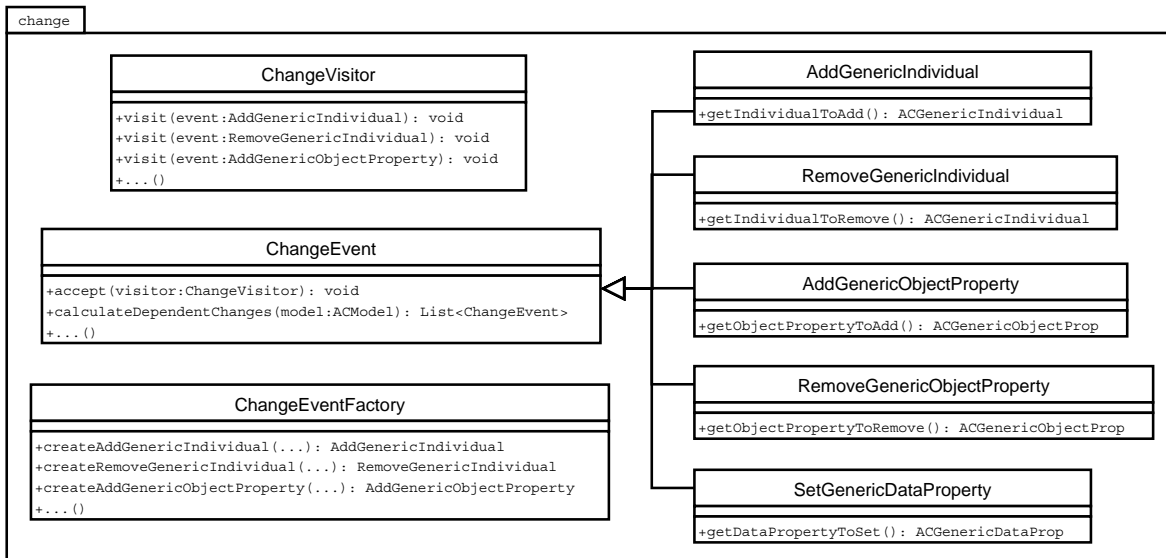 change
ChangeVisitor
+visit(event:AddGenericIndividual): void
+visit(event:RemoveGenericIndividual): void
+visit(event:AddGenericObjectProperty): void
+...()
ChangeEvent
+accept(visitor:ChangeVisitor): void
+calculateDependentChanges(model:ACModel): List<ChangeEvent>
+...()
ChangeEventFactory
+createAddGenericIndividual(...): AddGenericIndividual
+createRemoveGenericIndividual(...): RemoveGenericIndividual
+createAddGenericObjectProperty(...): AddGenericObjectProperty
+...()
AddGenericIndividual
+getIndividualToAdd(): ACGenericIndividual
RemoveGenericIndividual
+getIndividualToRemove(): ACGenericIndividual
AddGenericObjectProperty
+getObjectPropertyToAdd(): ACGenericObjectProp
RemoveGenericObjectProperty
+getObjectPropertyToRemove(): ACGenericObjectProp
SetGenericDataProperty
+getDataPropertyToSet(): ACGenericDataProp